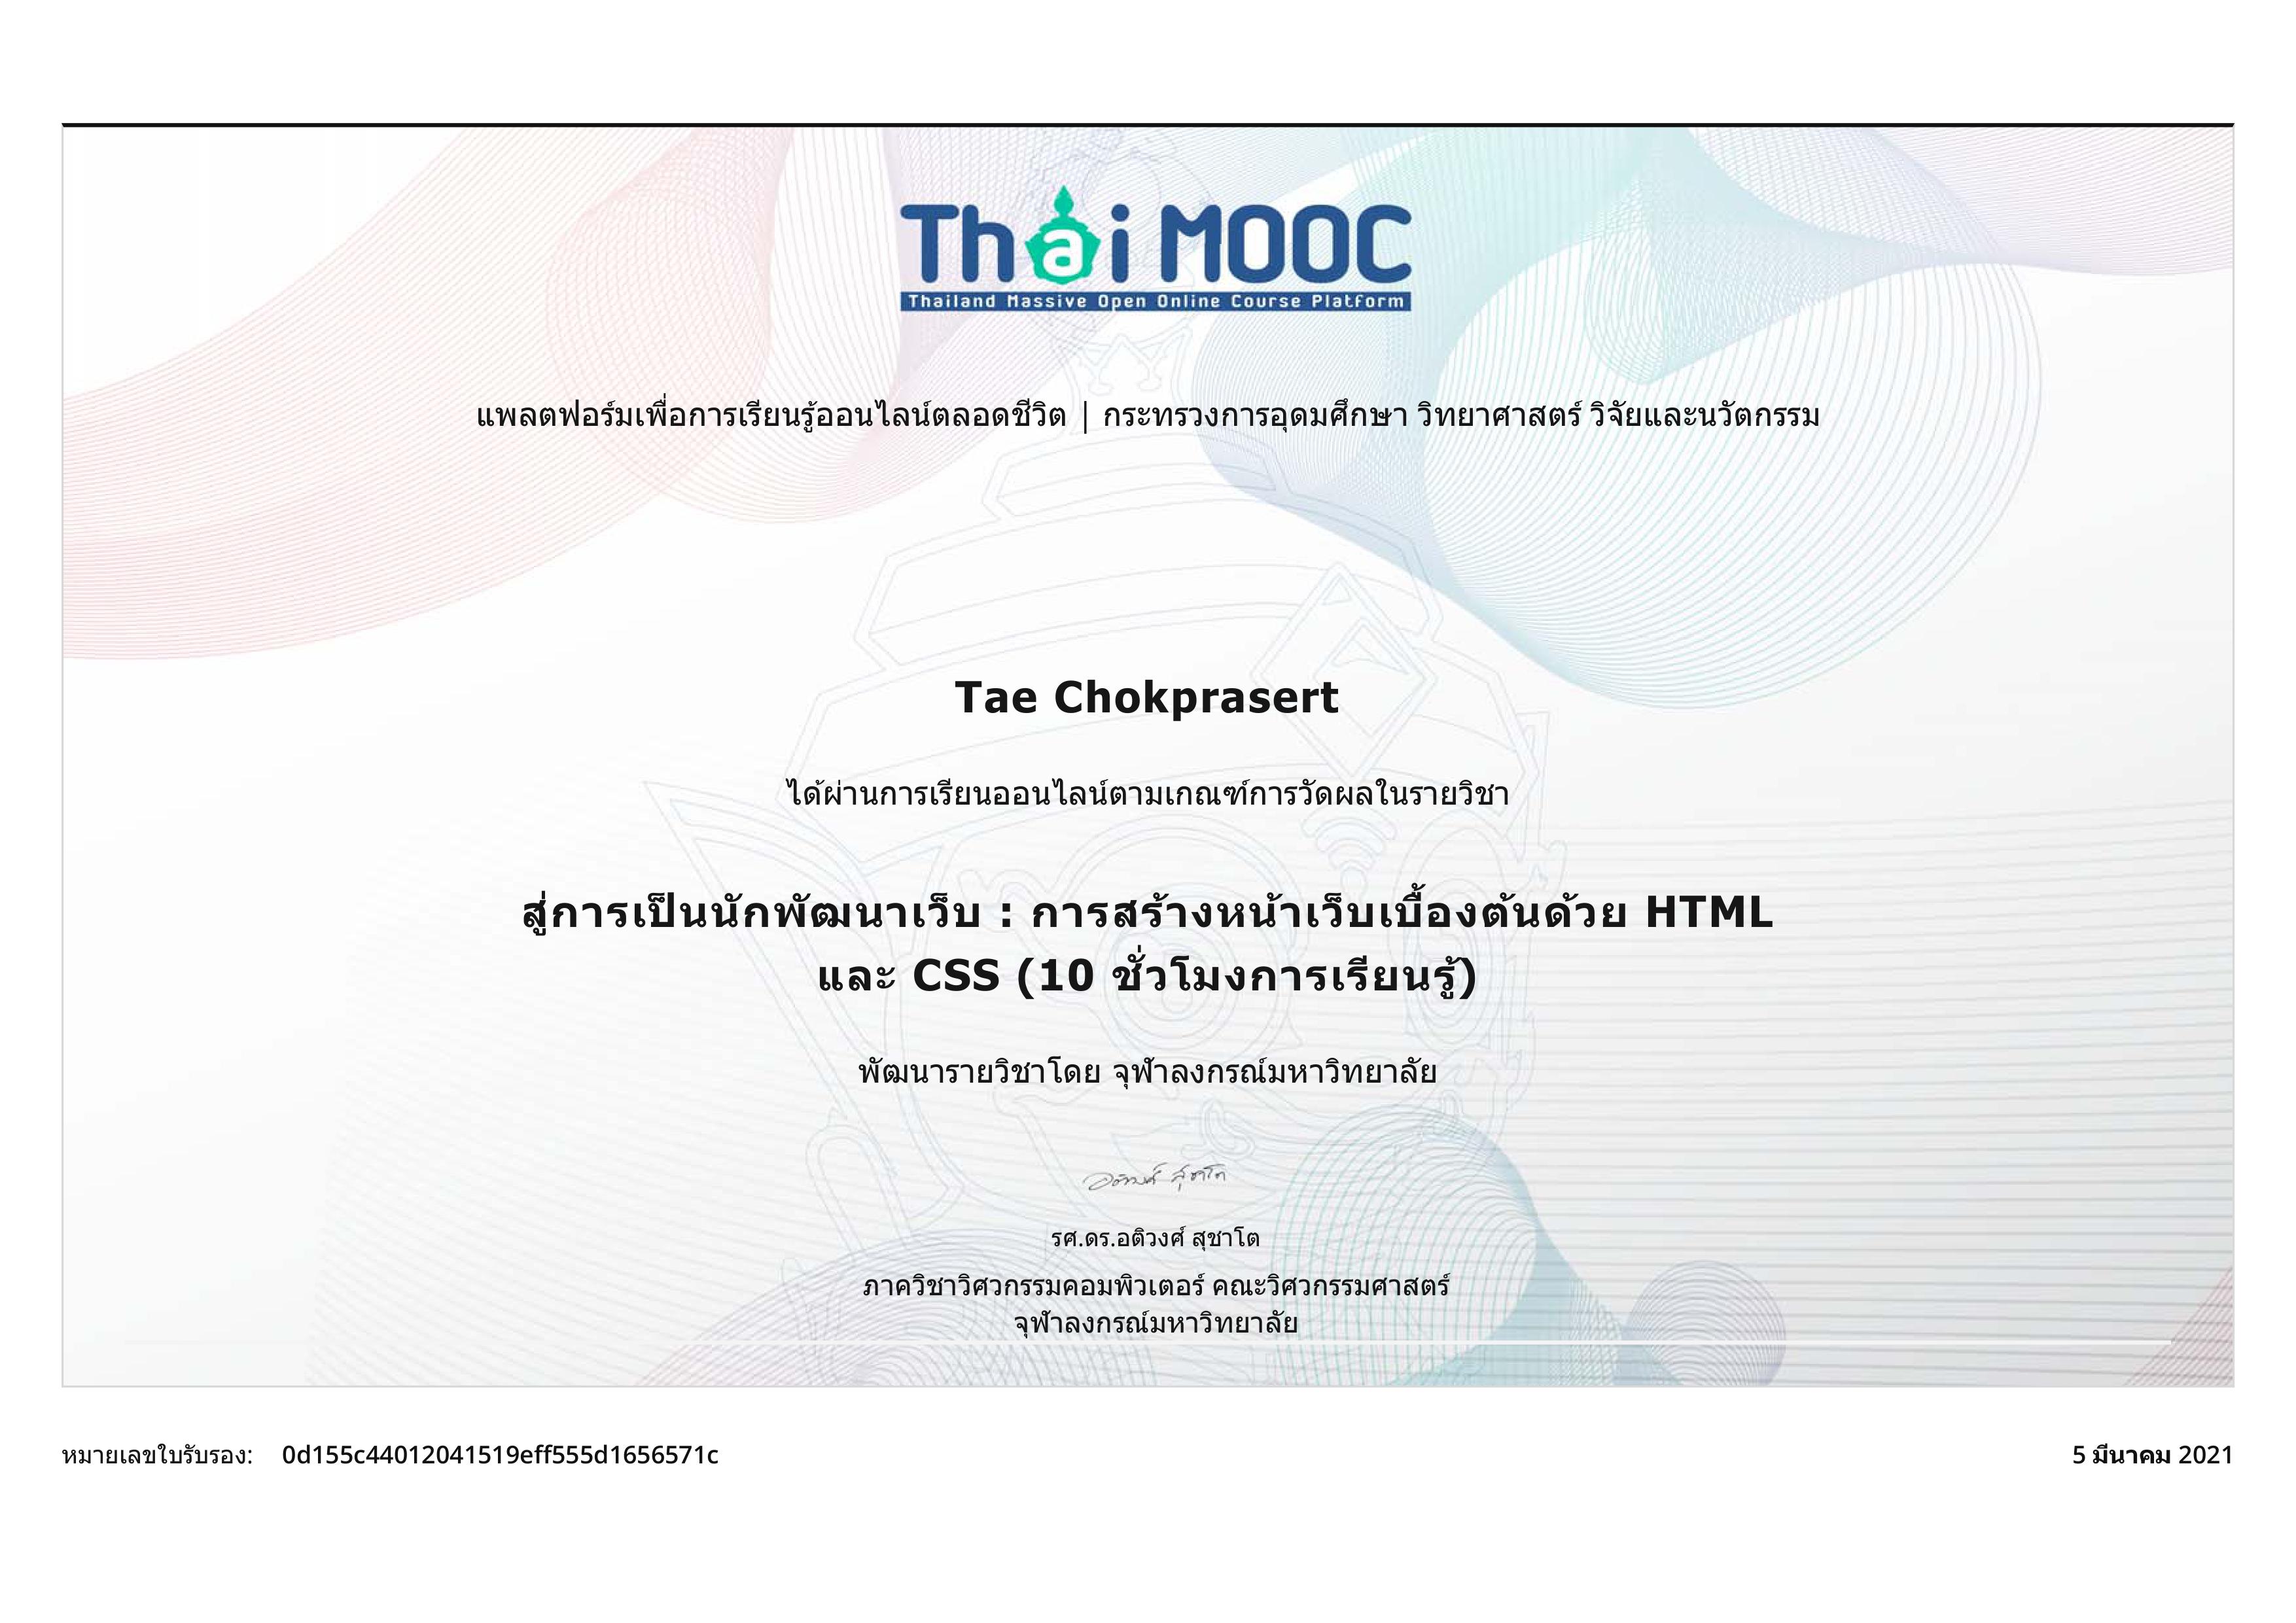 Thai MOOC
Thailand Massive Open Online Course Platform
แพลตฟอร์มเพื่อการเรียนรู้ออนไลน์ตลอดชีวิต | กระทรวงการอุดมศึกษา วิทยาศาสตร์ วิจัยและนวัตกรรม
Tae Chokprasert
ได้ผ่านการเรียนออนไลน์ตามเกณฑ์การวัดผลในรายวิชา
สู่การเป็นนักพัฒนาเว็บ : การสร้างหน้าเว็บเบื้องต้นด้วย HTML
และ CSS (10 ชั่วโมงการเรียนรู้)
พัฒนารายวิชาโดย จุฬาลงกรณ์มหาวิทยาลัย
อติวงศ์ สุชาโต
รศ.ดร.อติวงศ์ สุชาโต
ภาควิชาวิศวกรรมคอมพิวเตอร์ คณะวิศวกรรมศาสตร์
จุฬาลงกรณ์มหาวิทยาลัย
หมายเลขใบรับรอง: 0d155c44012041519eff555d1656571c
5 มีนาคม 2021